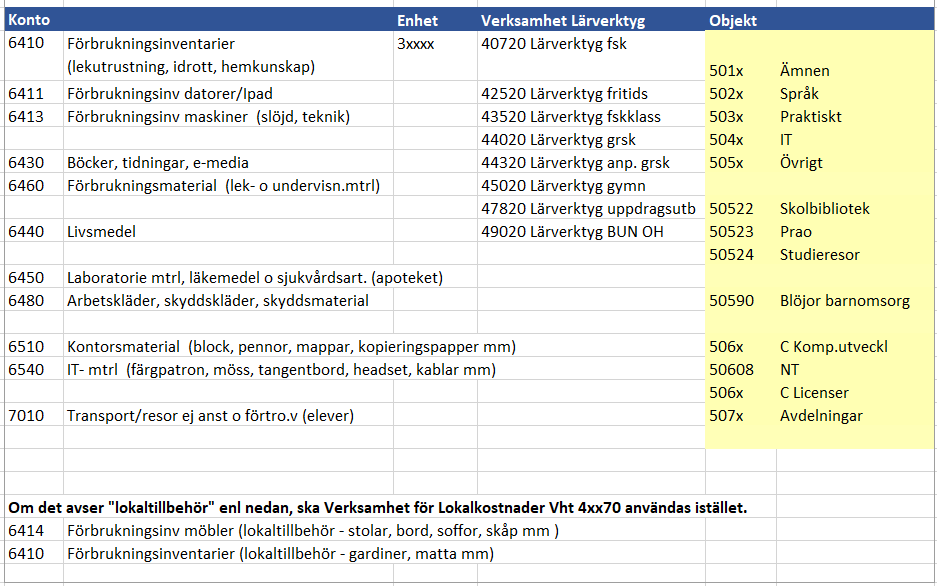 Konto Enhet Verksamhet Lärverktyg Objekt
6410 Förbrukningsinventarier 3xxxx 40720 Lärverktyg fsk
(lekutrustning, idrott, hemkunskap) 501x Ämnen
6411 Förbrukningsinv datorer/Ipad 42520 Lärverktyg fritids 502x Språk
6413 Förbrukningsinv maskiner (slöjd, teknik) 43520 Lärverktyg fskklass 503x Praktiskt
44020 Lärverktyg grsk 504x IT
6430 Böcker, tidningar, e-media 44320 Lärverktyg anp. grsk 505x Övrigt
6460 Förbrukningsmaterial (lek- o undervisn.mtrl) 45020 Lärverktyg gymn
47820 Lärverktyg uppdragsutb 50522 Skolbibliotek
6440 Livsmedel 49020 Lärverktyg BUN OH 50523 Prao
50524 Studieresor
6450 Laboratorie mtrl, läkemedel o sjukvårdsart. (apoteket)
6480 Arbetskläder, skyddskläder, skyddsmaterial 50590 Blöjor barnomsorg
6510 Kontorsmaterial (block, pennor, mappar, kopieringspapper mm) 506x C Komp.utveckl
6540 IT- mtrl (färgpatron, möss, tangentbord, headset, kablar mm) 50608 NT
506x C Licenser
7010 Transport/resor ej anst o förtro.v (elever) 507x Avdelningar
Om det avser "lokaltillbehör" enl nedan, ska Verksamhet för Lokalkostnader Vht 4xx70 användas istället.
6414 Förbrukningsinv möbler (lokaltillbehör - stolar, bord, soffor, skåp mm )
6410 Förbrukningsinventarier (lokaltillbehör - gardiner, matta mm)